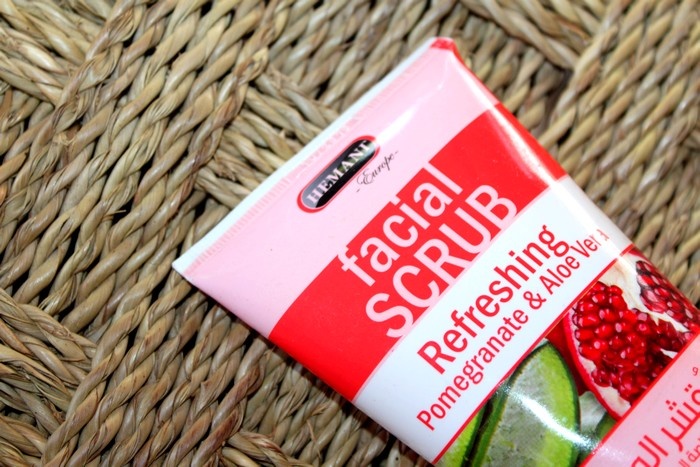 HEMANI
-Europe-
facial
SCRUB
Refreshing
Pomegranate & Aloe Vera